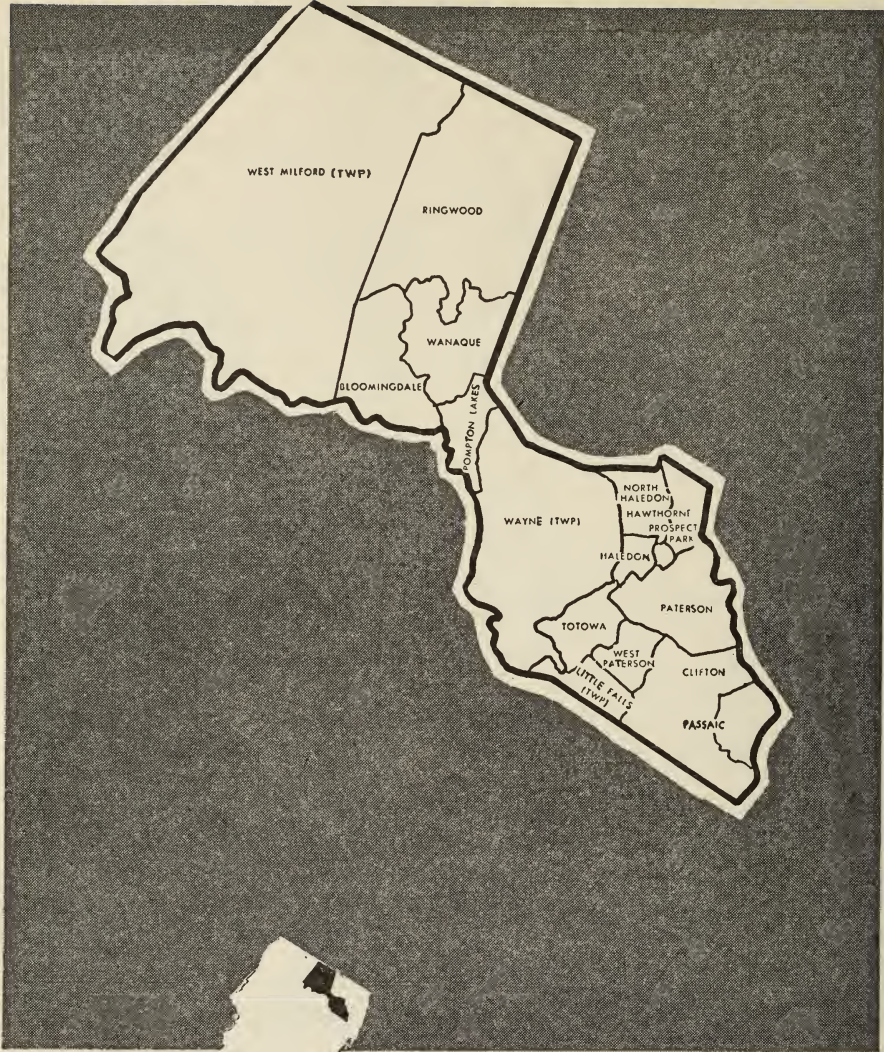 WEST MILFORD (TWP)
RINGWOOD
WANAQUE
BLOOMINGDALE
POMPTON LAKES
NORTH
HALEDON
HAWTHORNE
WAYNE (TWP)
PROSPECT
PARK
HALEDON
PATERSON
TOTOWA
WEST
PATERSON
LITTLE FALLS
(TWP)
CLIFTON
PASSAIC